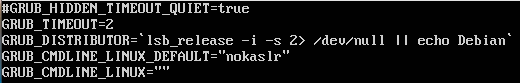 #GRUB_HIDDEN_TIMEOUT_QUIET=true
GRUB_TIMEOUT=2
GRUB_DISTRIBUTOR=`lsb_release -i -s 2> /dev/null || echo Debian`
GRUB_CMDLINE_LINUX_DEFAULT="nokaslr"
GRUB_CMDLINE_LINUX=""